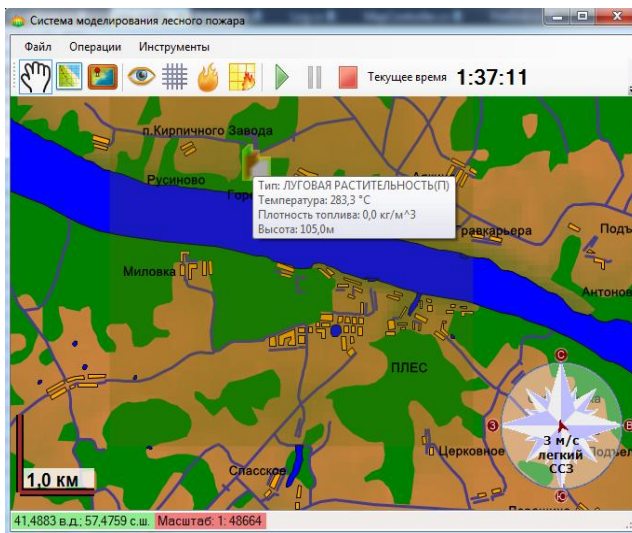 Система моделирования лесного пожара
Файл Операции Инструменты
Текущее время 1:37:11
п.Кирпичного Завода
Русиново
Тип: ЛУГОВАЯ РАСТИТЕЛЬНОСТЬ(П)
Температура: 283,3 °C
Плотность топлива: 0,0 кг/м^3
Высота: 105,0м
Миловка
ПЛЕС
С
З
В
3 м/с
легкий
ССЗ
Ю
Церковное
Спасское
1,0 км
41,4883 в.д.; 57,4759 с.ш. Масштаб: 1: 48664